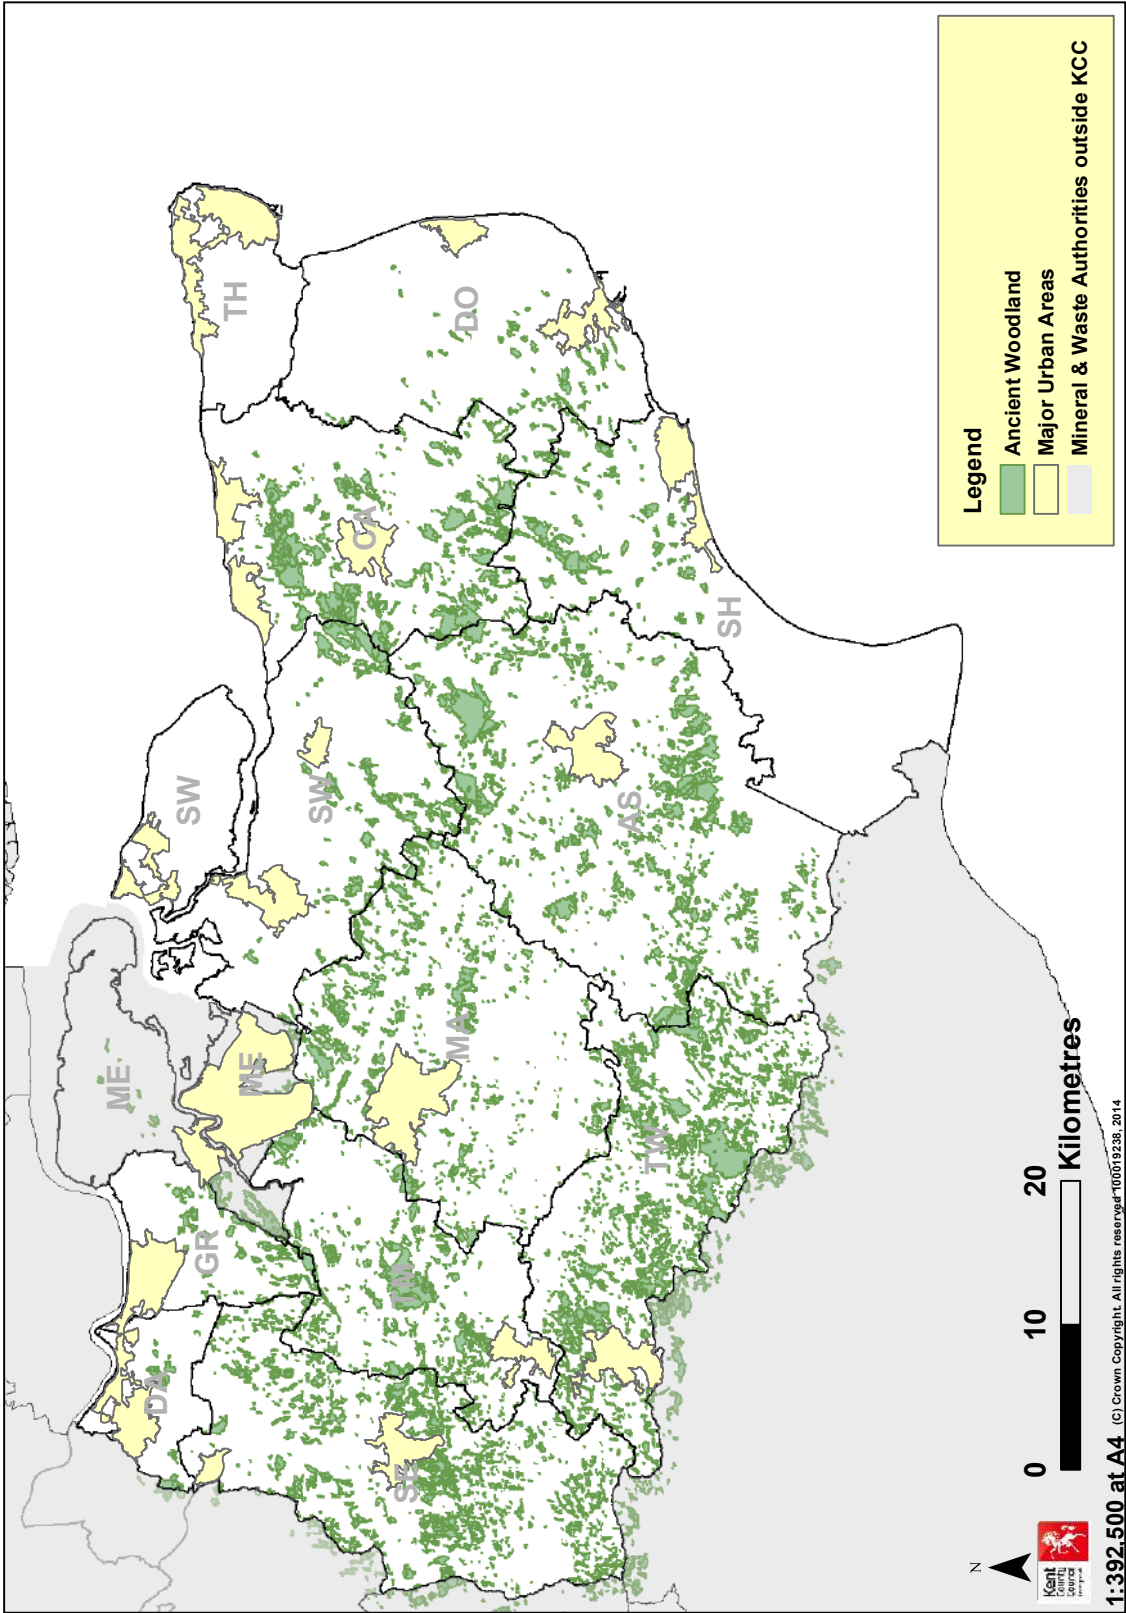 TH
DO
CA
SH
SW
SW
AS
ME
ME
MA
TW
GR
TM
DA
SE
Legend
Ancient Woodland
Major Urban Areas
Mineral & Waste Authorities outside KCC
0 10 20 Kilometres
N
Kent
County
Council
1:392,500 at A4 (C) Crown Copyright. All rights reserved 100019238, 2014